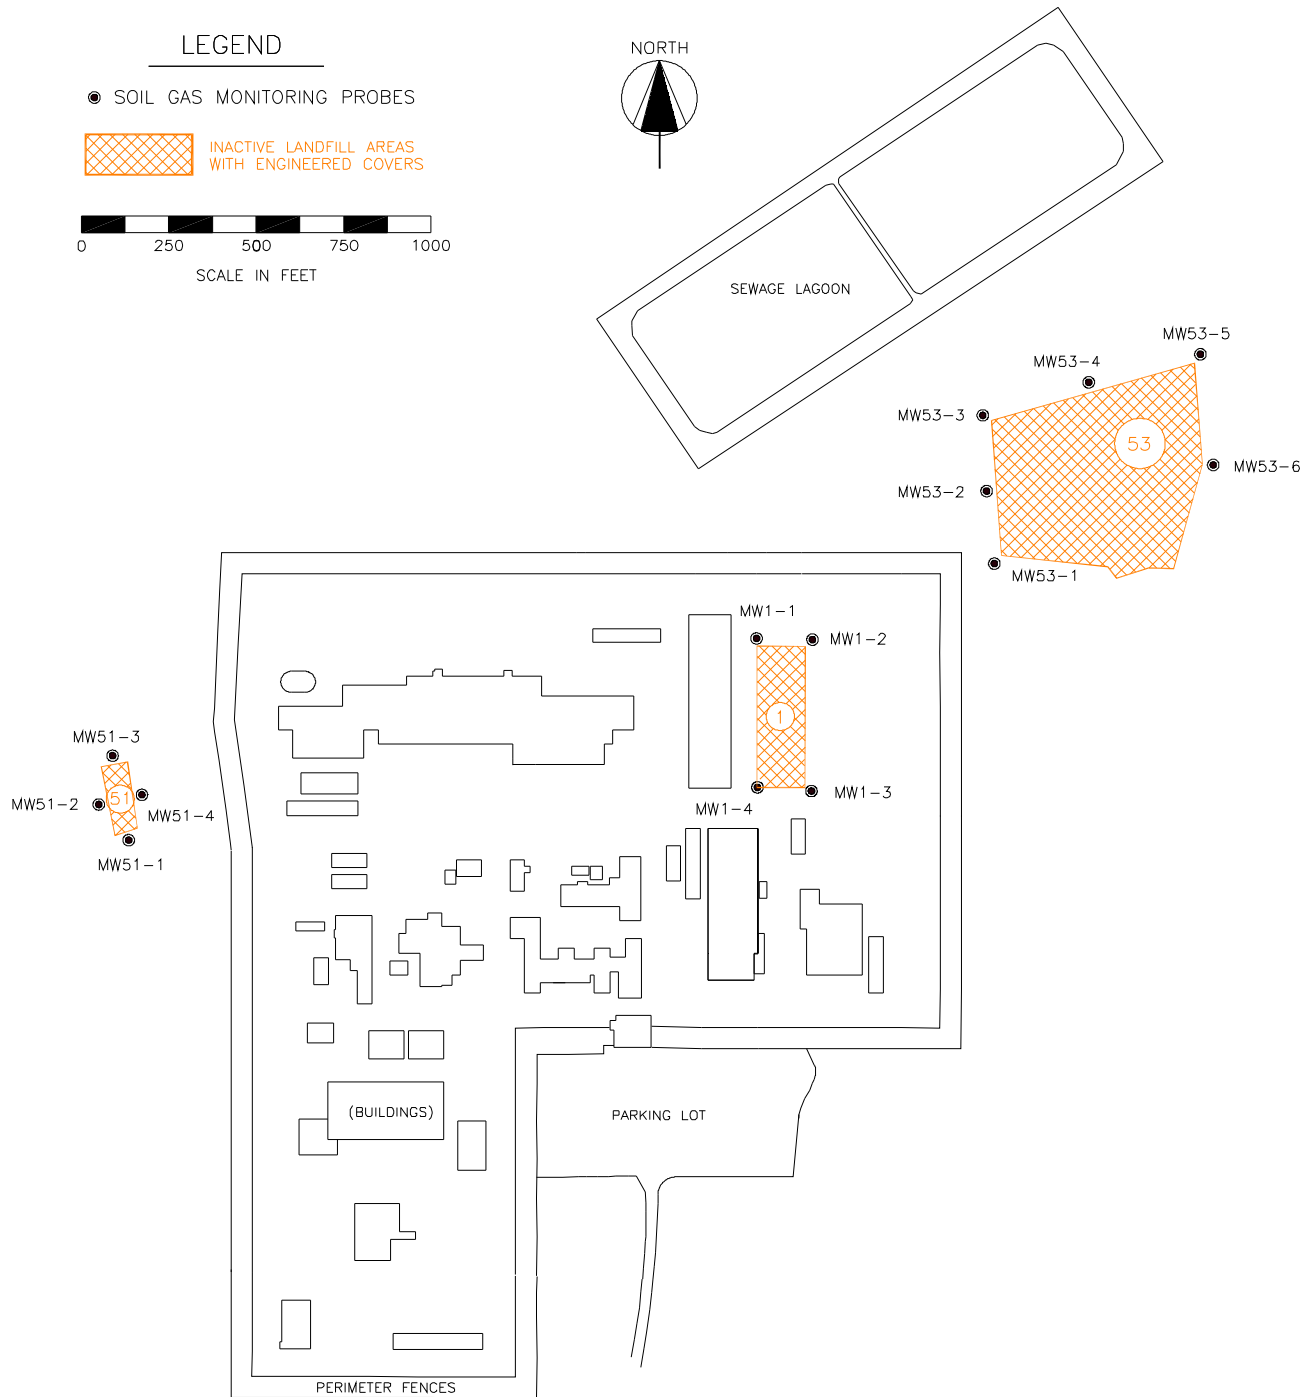 LEGEND
SOIL GAS MONITORING PROBES
INACTIVE LANDFILL AREAS
WITH ENGINEERED COVERS
0 250 500 750 1000
SCALE IN FEET
NORTH
SEWAGE LAGOON
MW53-5
MW53-4
MW53-3
53
MW53-6
MW53-2
MW53-1
MW1-1
MW1-2
1
MW51-3
MW51-2
51
MW51-4
MW1-4
MW1-3
MW51-1
(BUILDINGS)
PARKING LOT
PERIMETER FENCES